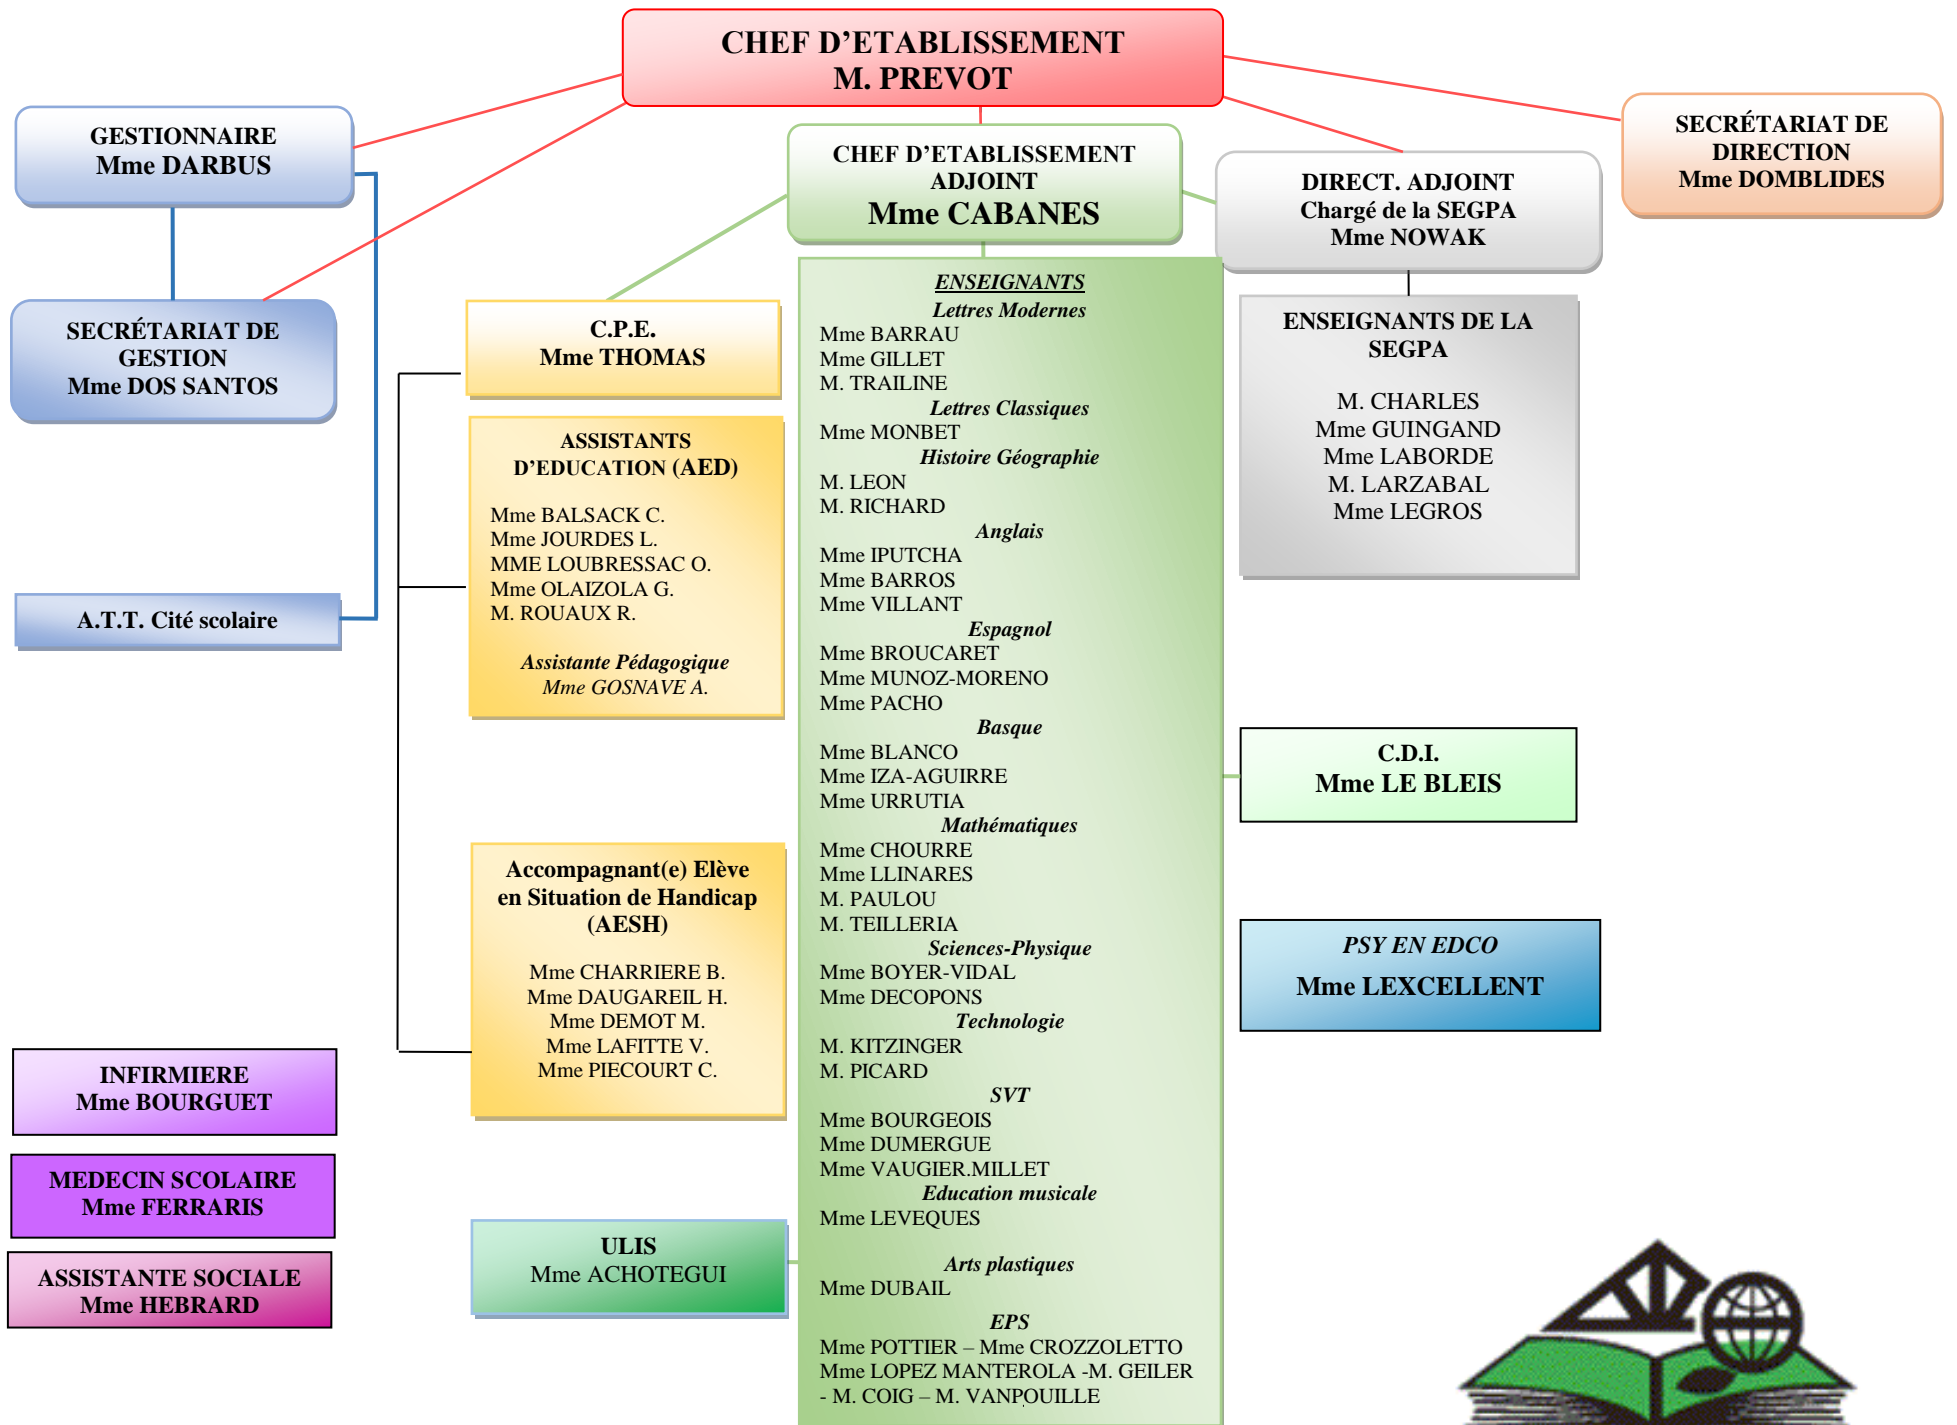 CHEF D'ETABLISSEMENT
M. PREVOT
GESTIONNAIRE
Mme DARBUS
CHEF D'ETABLISSEMENT
ADJOINT
Mme CABANES
DIRECT. ADJOINT
Chargé de la SEGPA
Mme NOWAK
SECRÉTARIAT DE
DIRECTION
Mme DOMBLIDES
SECRÉTARIAT DE
GESTION
Mme DOS SANTOS
A.T.T. Cité scolaire
C.P.E.
Mme THOMAS
ASSISTANTS
D'EDUCATION (AED)
Mme BALSACK C.
Mme JOURDES L.
MME LOUBRESSAC O.
Mme OLAIZOLA G.
M. ROUAUX R.
Assistante Pédagogique
Mme GOSNAVE A.
Accompagnant(e) Elève
en Situation de Handicap
(AESH)
Mme CHARRIERE B.
Mme DAUGAREIL H.
Mme DEMOT M.
Mme LAFITTE V.
Mme PIECOURT C.
ULIS
Mme ACHOTEGUI
INFIRMIERE
Mme BOURGUET
MEDECIN SCOLAIRE
Mme FERRARIS
ASSISTANTE SOCIALE
Mme HEBRARD
ENSEIGNANTS
Lettres Modernes
Mme BARRAU
Mme GILLET
M. TRAILINE
Lettres Classiques
Mme MONBET
Histoire Géographie
M. LEON
M. RICHARD
Anglais
Mme IPUTCHA
Mme BARROS
Mme VILLANT
Espagnol
Mme BROUCARET
Mme MUNOZ-MORENO
Mme PACHO
Basque
Mme BLANCO
Mme IZA-AGUIRRE
Mme URRUTIA
Mathématiques
Mme CHOURRE
Mme LLINARES
M. PAULOU
M. TEILLERIA
Sciences-Physique
Mme BOYER-VIDAL
Mme DECOPONS
Technologie
M. KITZINGER
M. PICARD
SVT
Mme BOURGEOIS
Mme DUMERGUE
Mme VAUGIER.MILLET
Education musicale
Mme LEVEQUES
Arts plastiques
Mme DUBAIL
EPS
Mme POTTIER – Mme CROZZOLETTO
Mme LOPEZ MANTEROLA -M. GEILER
- M. COIG – M. VANPOUILLE
ENSEIGNANTS DE LA
SEGPA
M. CHARLES
Mme GUINGAND
Mme LABORDE
M. LARZABAL
Mme LEGROS
C.D.I.
Mme LE BLEIS
PSY EN EDCO
Mme LEXCELLENT